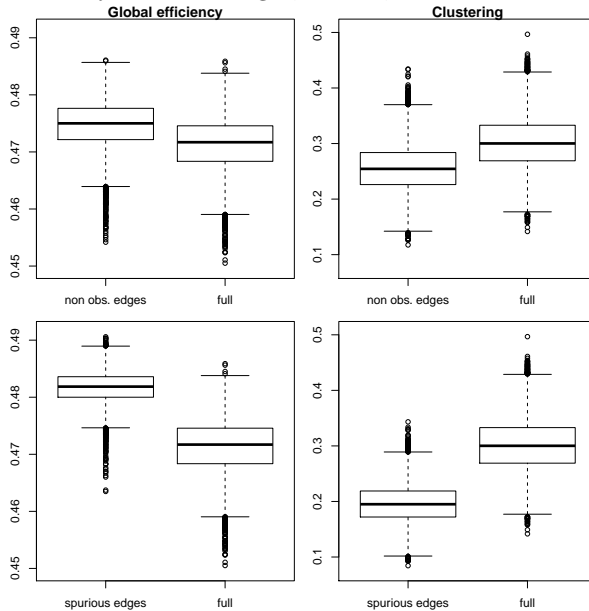 Global efficiency
Clustering
0.49
0.48
0.47
0.46
0.45
non obs. edges
full
0.5
0.4
0.3
0.2
0.1
non obs. edges
full
0.49
0.48
0.47
0.46
0.45
spurious edges
full
0.5
0.4
0.3
0.2
0.1
spurious edges
full